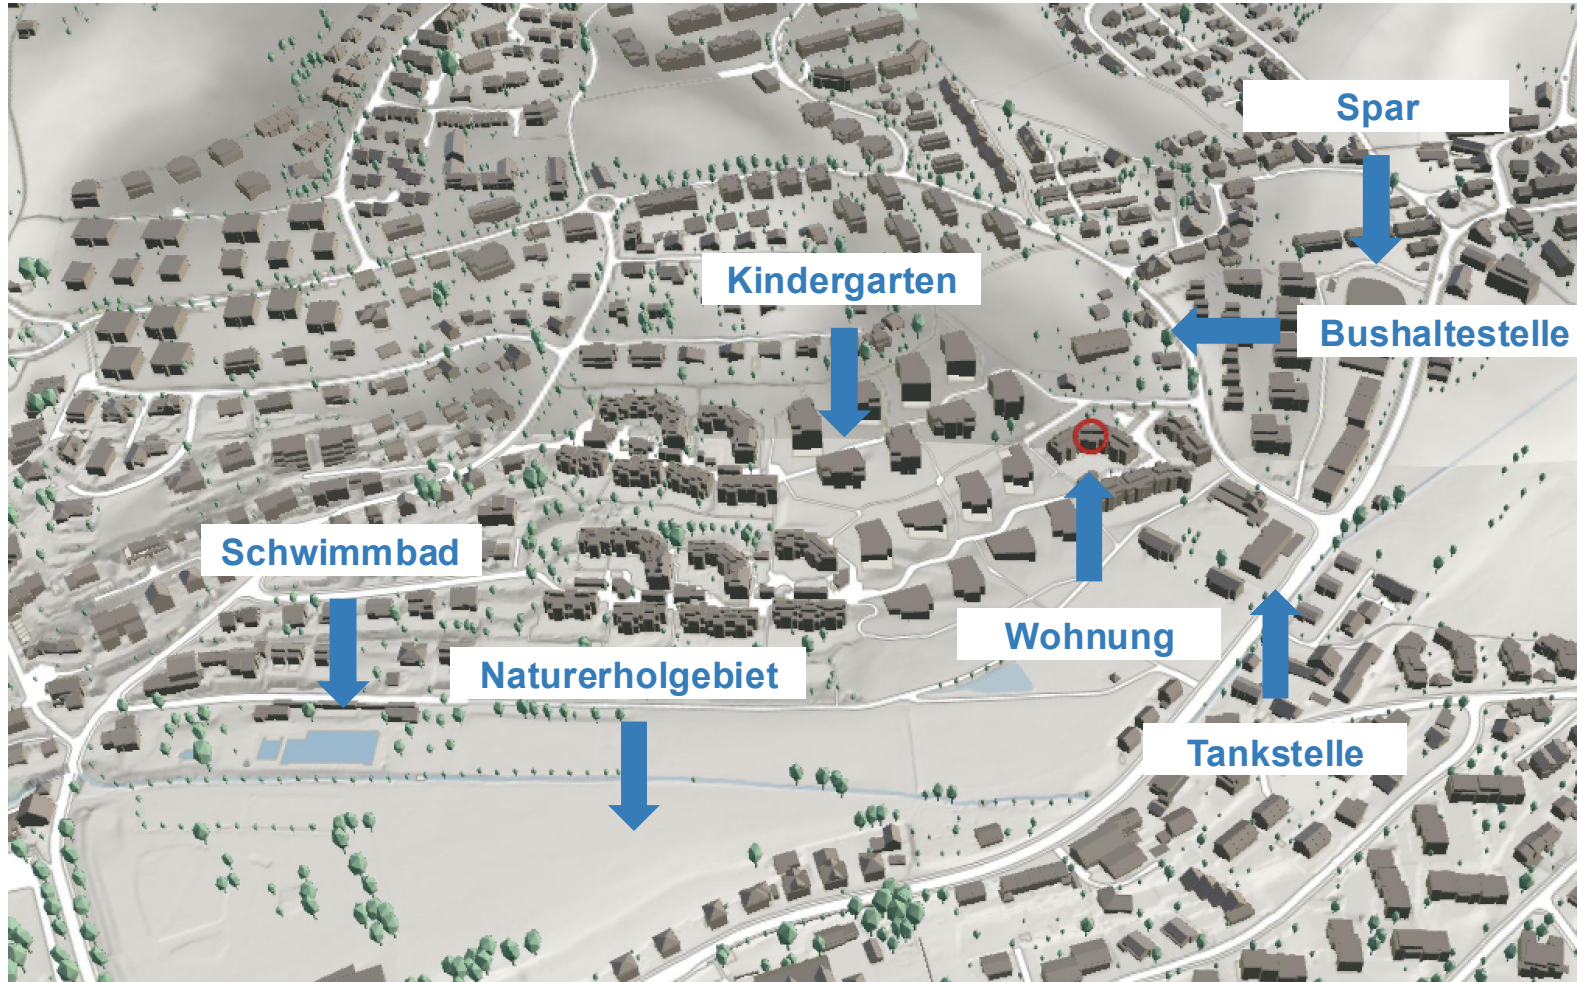 Spar
Kindergarten
Bushaltestelle
Schwimmbad
Wohnung
Naturerholgebiet
Tankstelle